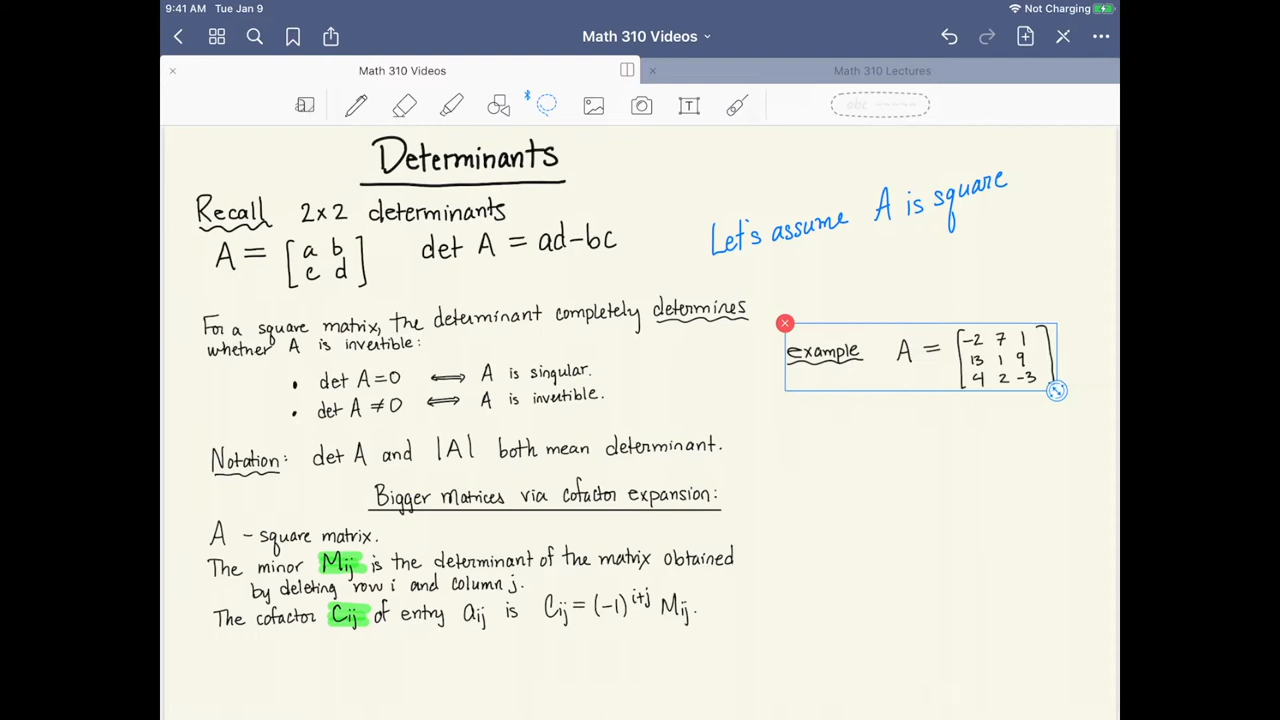 9:41 AM Tue Jan 9
Not Charging
Math 310 Videos
Math 310 Videos
Math 310 Lectures
Determinants
Recall 2×2 determinants
A = [a b
c d] det A = ad-bc
Let's assume A is square
For a square matrix, the determinant completely determines
whether A is invertible:
• det A=0 ⟺ A is singular.
• det A ≠ 0 ⟺ A is invertible.
example A = [-2 7 1
13 1 9
4 2 -3]
Notation: det A and |A| both mean determinant.
Bigger matrices via cofactor expansion:
A - square matrix.
The minor Mij is the determinant of the matrix obtained
by deleting row i and column j.
The cofactor Cij of entry aij is Cij = (-1)^i+j Mij.